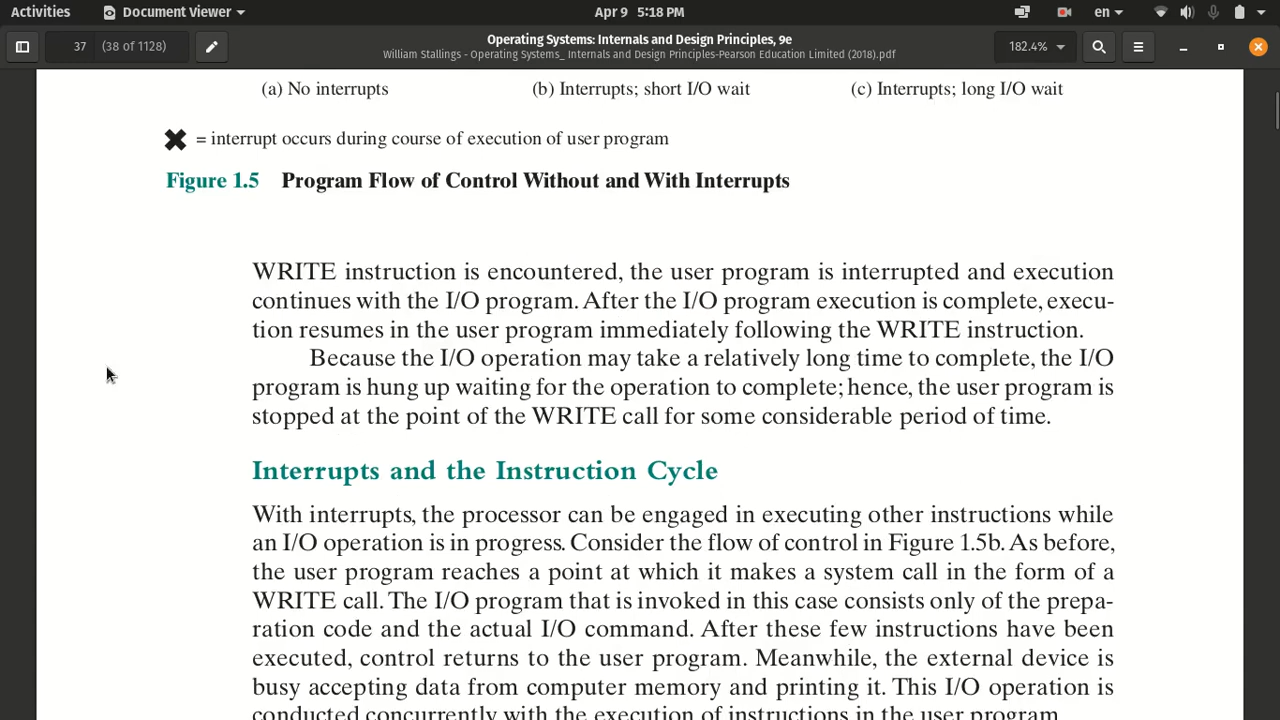 Activities Document Viewer Apr 9 5:18 PM en
37 (38 of 1128) Operating Systems: Internals and Design Principles, 9e 182.4%
William Stallings - Operating Systems_ Internals and Design Principles-Pearson Education Limited (2018).pdf
(a) No interrupts (b) Interrupts; short I/O wait (c) Interrupts; long I/O wait
= interrupt occurs during course of execution of user program
Figure 1.5 Program Flow of Control Without and With Interrupts
WRITE instruction is encountered, the user program is interrupted and execution
continues with the I/O program. After the I/O program execution is complete, execu-
tion resumes in the user program immediately following the WRITE instruction.
Because the I/O operation may take a relatively long time to complete, the I/O
program is hung up waiting for the operation to complete; hence, the user program is
stopped at the point of the WRITE call for some considerable period of time.
Interrupts and the Instruction Cycle
With interrupts, the processor can be engaged in executing other instructions while
an I/O operation is in progress. Consider the flow of control in Figure 1.5b. As before,
the user program reaches a point at which it makes a system call in the form of a
WRITE call. The I/O program that is invoked in this case consists only of the prepa-
ration code and the actual I/O command. After these few instructions have been
executed, control returns to the user program. Meanwhile, the external device is
busy accepting data from computer memory and printing it. This I/O operation is
conducted concurrently with the execution of instructions in the user program.